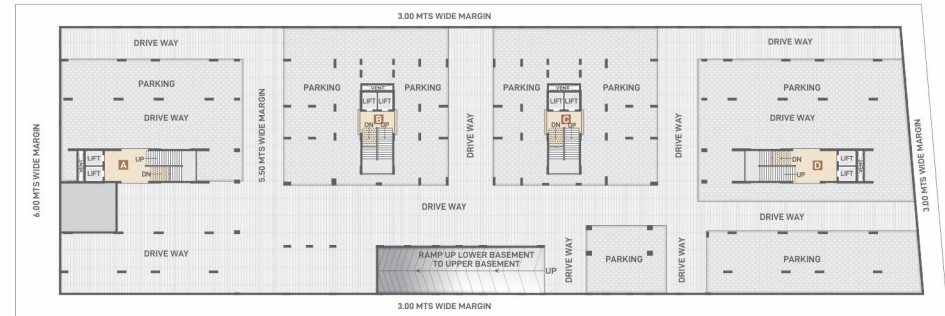 3.00 MTS WIDE MARGIN
DRIVE WAY
DRIVE WAY
PARKING
PARKING
PARKING
PARKING
PARKING
PARKING
VENT
VENT
LIFT
LIFT
LIFT
LIFT
DRIVE WAY
B
C
DRIVE WAY
DN
UP
DN
UP
6.00 MTS WIDE MARGIN
5.50 MTS WIDE MARGIN
DRIVE WAY
DRIVE WAY
3.00 MTS WIDE MARGIN
VENT
LIFT
LIFT
A
UP
DN
DN
UP
D
LIFT
LIFT
VENT
DRIVE WAY
DRIVE WAY
DRIVE WAY
RAMP UP LOWER BASEMENT
TO UPPER BASEMENT
UP
DRIVE WAY
PARKING
DRIVE WAY
PARKING
3.00 MTS WIDE MARGIN